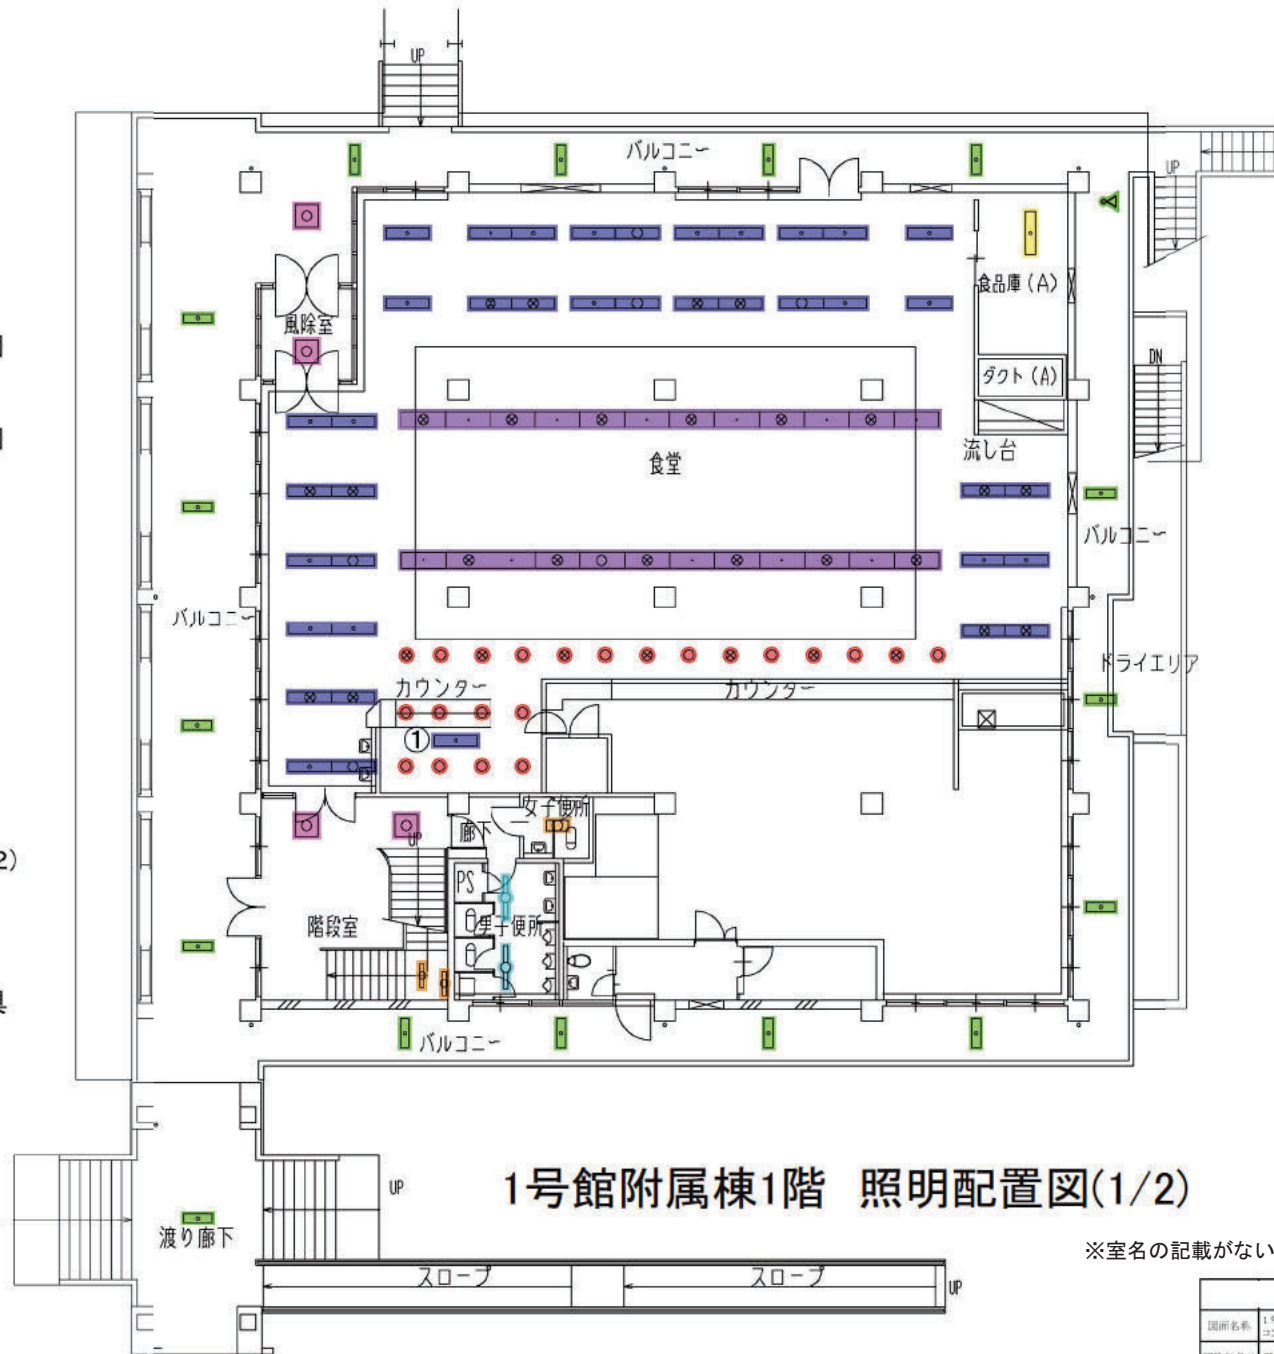 UP
バルコニー
UP
食品庫(A)
風除室
DN
ダクト(A)
流し台
食堂
バルコニー
バルコニー
ドライエリア
カウンター
カウンター
①
女子便所
廊下
UP
2)
PS
階段室
男子便所
バルコニー
UP
1号館附属棟1階 照明配置図(1/2)
渡り廊下
※室名の記載がない
スロープ
スロープ
UP
図面名称